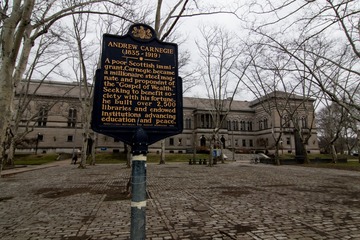 ANDREW CARNEGIE
(1835 - 1919)
A poor Scottish immi-
grant, Carnegie became
a millionaire steel mag-
nate and proponent of
the "Gospel of Wealth."
Seeking to benefit so-
ciety with his fortune,
he built over 2,500
libraries and endowed
institutions advancing
education and peace.